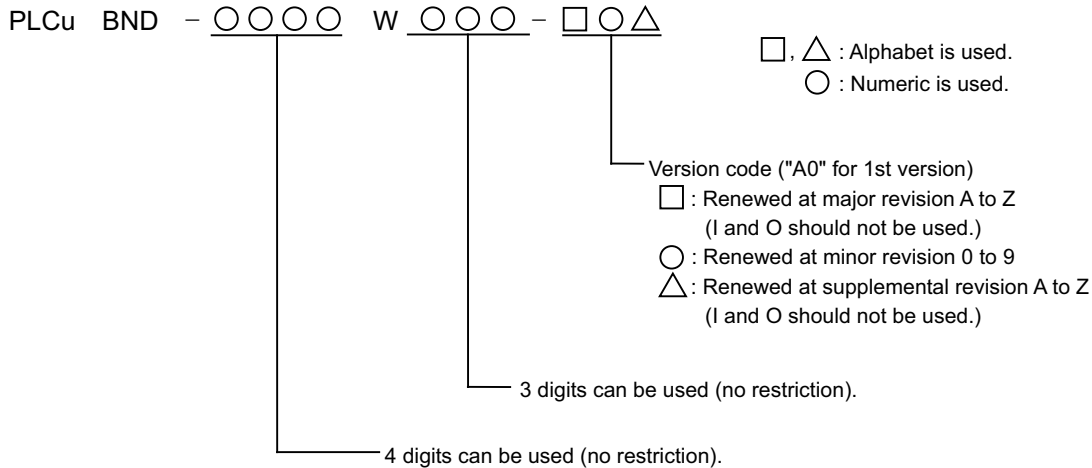 PLCu BND – ○○○○ W ○○○ – □○△
□, △ : Alphabet is used.
○ : Numeric is used.
Version code ("A0" for 1st version)
□ : Renewed at major revision A to Z
(I and O should not be used.)
○ : Renewed at minor revision 0 to 9
△ : Renewed at supplemental revision A to Z
(I and O should not be used.)
3 digits can be used (no restriction).
4 digits can be used (no restriction).